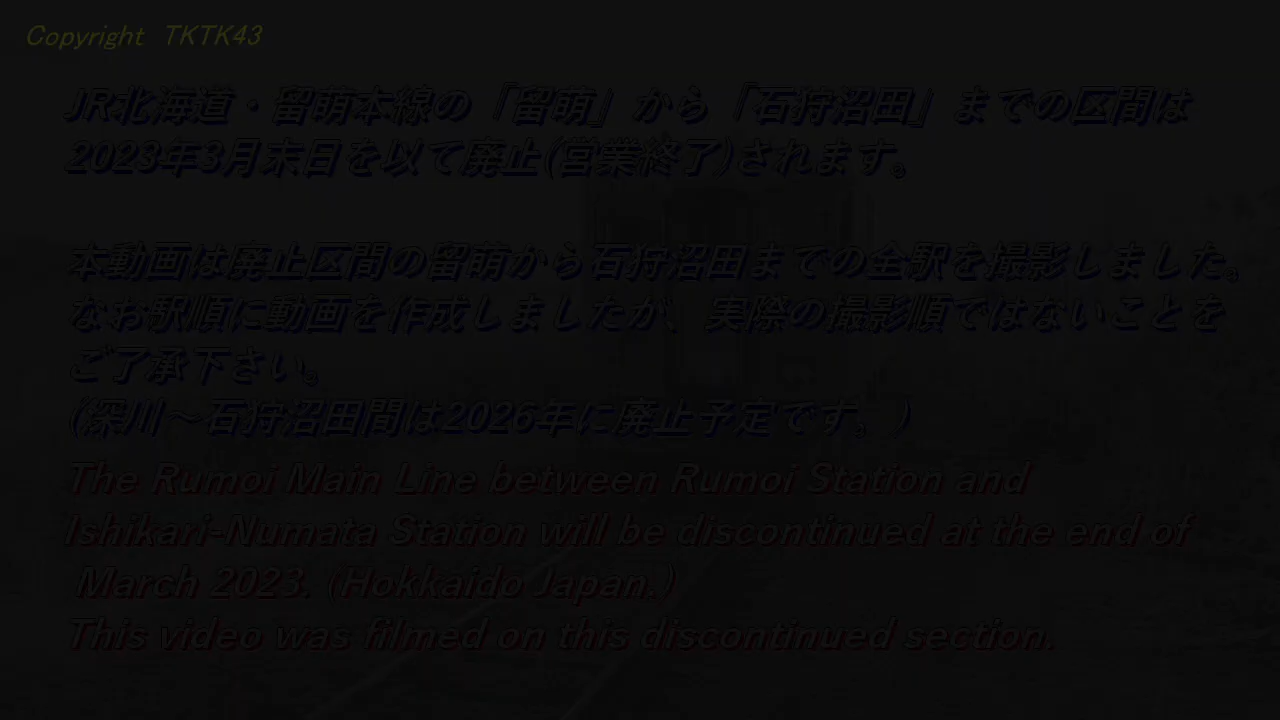 Copyright TKTK43
JR北海道・留萌本線の「留萌」から「石狩沼田」までの区間は
2023年3月末日を以て廃止(営業終了)されます。
本動画は廃止区間の留萌から石狩沼田までの全駅を撮影しました。
なお駅順に動画を作成しましたが、実際の撮影順ではないことを
ご了承下さい。
(深川～石狩沼田間は2026年に廃止予定です。)
The Rumoi Main Line between Rumoi Station and
Ishikari-Numata Station will be discontinued at the end of
March 2023. (Hokkaido Japan.)
This video was filmed on this discontinued section.